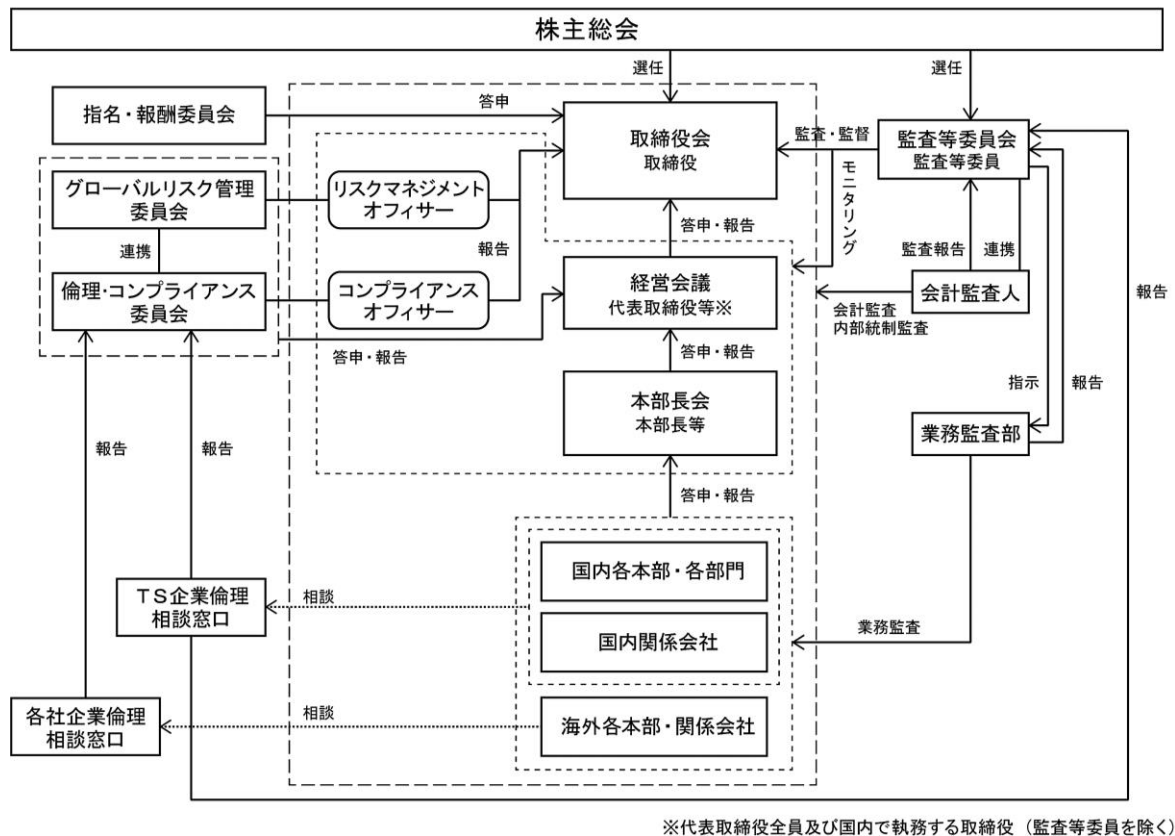 株主総会
選任
選任
指名・報酬委員会
答申
取締役会
取締役
監査・監督
監査等委員会
監査等委員
グローバルリスク管理
委員会
リスクマネジメント
オフィサー
モニタリング
連携
報告
答申・報告
監査報告
連携
倫理・コンプライアンス
委員会
コンプライアンス
オフィサー
経営会議
代表取締役等※
会計監査人
報告
会計監査
内部統制監査
答申・報告
答申・報告
指示
報告
本部長会
本部長等
業務監査部
報告
報告
答申・報告
国内各本部・各部門
TS企業倫理
相談窓口
相談
国内関係会社
業務監査
各社企業倫理
相談窓口
相談
海外各本部・関係会社
※代表取締役全員及び国内で執務する取締役（監査等委員を除く）